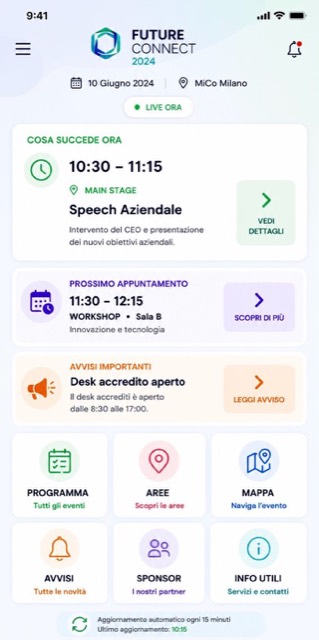 9:41
FUTURE
CONNECT
2024
10 Giugno 2024
MiCo Milano
LIVE ORA
COSA SUCCEDE ORA
10:30 – 11:15
MAIN STAGE
Speech Aziendale
Intervento del CEO e presentazione
dei nuovi obiettivi aziendali.
VEDI
DETTAGLI
PROSSIMO APPUNTAMENTO
11:30 – 12:15
WORKSHOP • Sala B
Innovazione e tecnologia
SCOPRI DI PIÙ
AVVISI IMPORTANTI
Desk accredito aperto
Il desk accrediti è aperto
dalle 8:30 alle 17:00.
LEGGI AVVISO
PROGRAMMA
Tutti gli eventi
AREE
Scopri le aree
MAPPA
Naviga l'evento
AVVISI
Tutte le novità
SPONSOR
I nostri partner
INFO UTILI
Servizi e contatti
Aggiornamento automatico ogni 15 minuti
Ultimo aggiornamento: 10:15